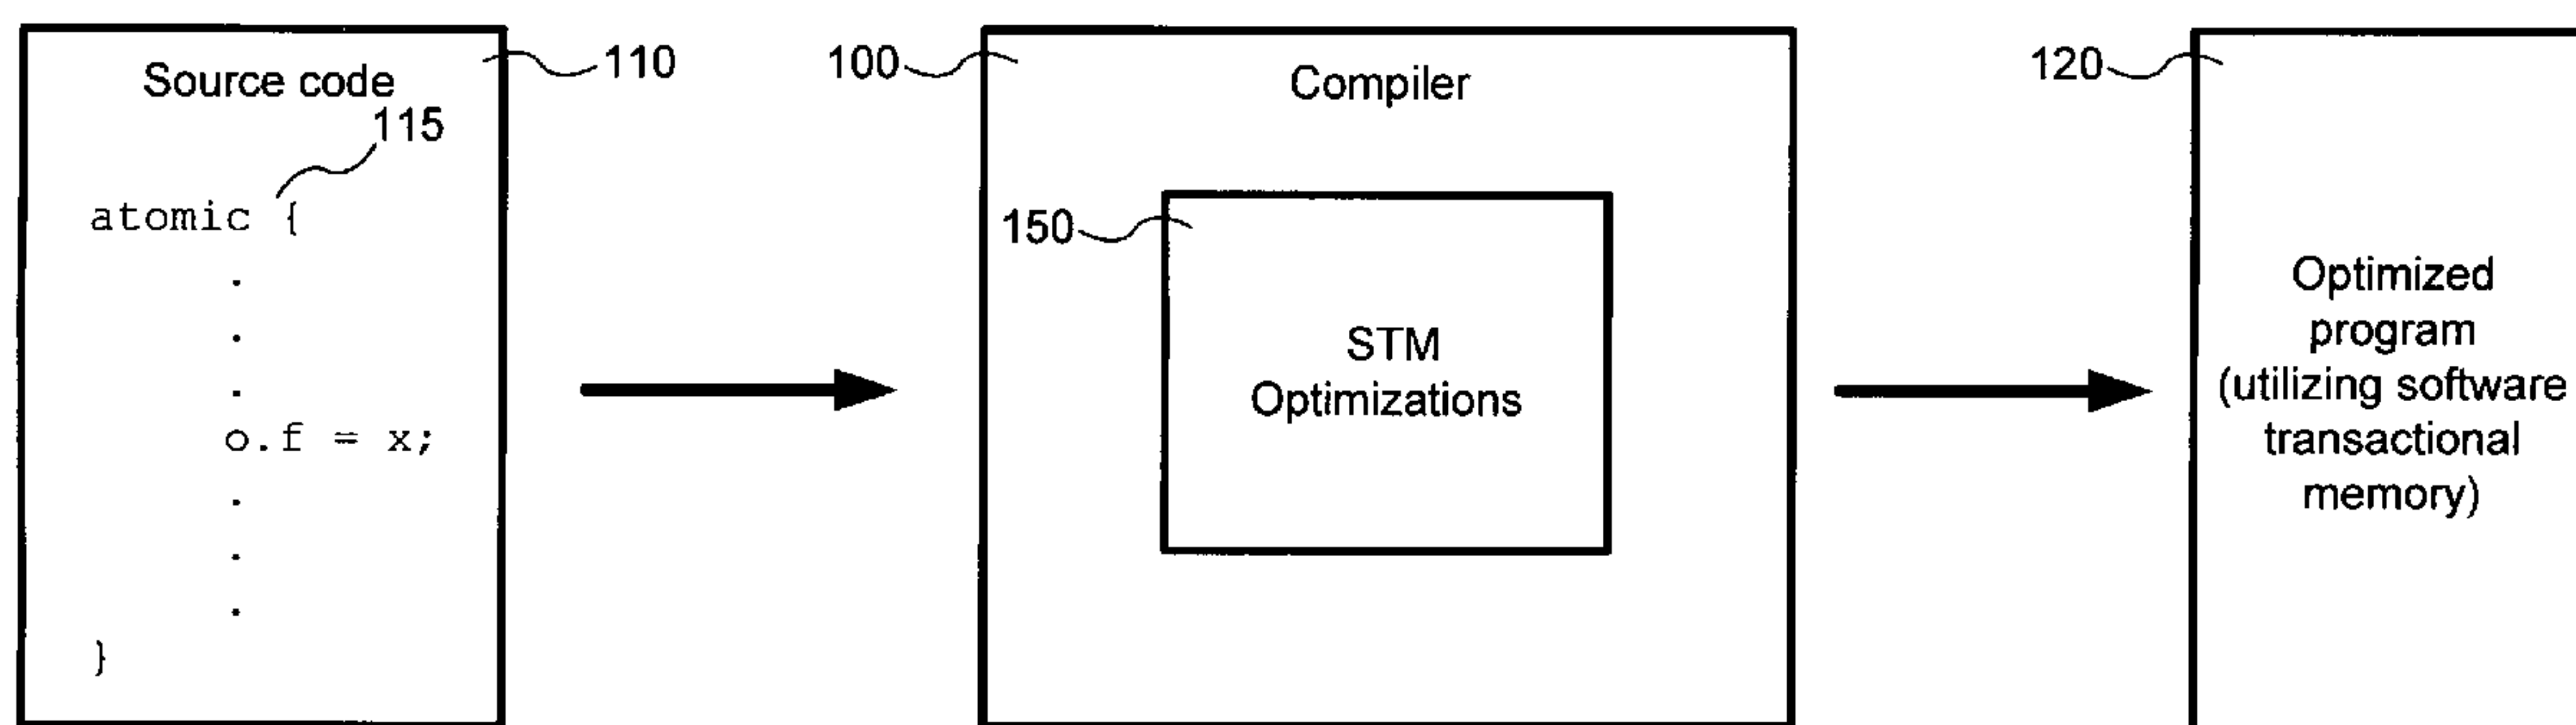 Source code
110
115
atomic {
.
.
.
o.f = x;
.
.
.
}
100
Compiler
150
STM
Optimizations
120
Optimized
program
(utilizing software
transactional
memory)